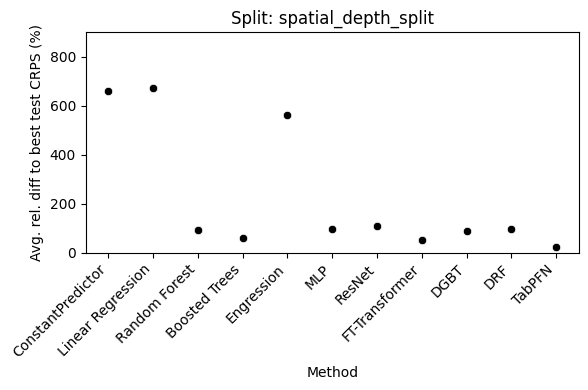 Split: spatial_depth_split
Avg. rel. diff to best test CRPS (%)
800
600
400
200
0
ConstantPredictor
Linear Regression
Random Forest
Boosted Trees
Engression
MLP
ResNet
FT-Transformer
DGBT
DRF
TabPFN
Method